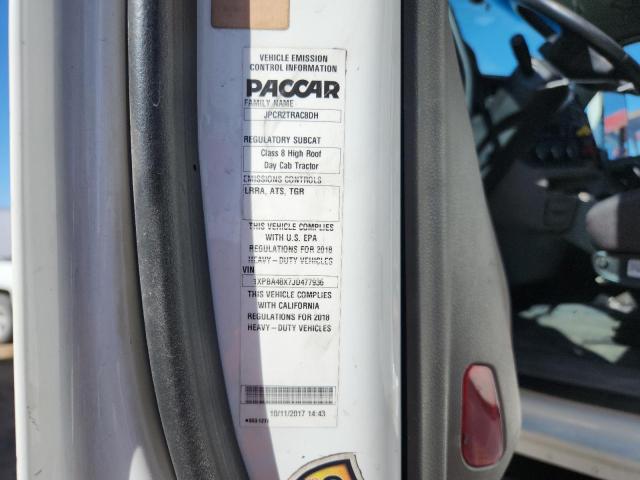 VEHICLE EMISSION
CONTROL INFORMATION
PACCAR
FAMILY NAME
JPCR2TRAC8DH
REGULATORY SUBCAT
Class 8 High Roof
Day Cab Tractor
EMISSIONS CONTROLS
LRRA, ATS, TGR
THIS VEHICLE COMPLIES
WITH U.S. EPA
REGULATIONS FOR 2018
HEAVY-DUTY VEHICLES
VIN
1XPBA48X7JD477936
THIS VEHICLE COMPLIES
WITH CALIFORNIA
REGULATIONS FOR 2018
HEAVY-DUTY VEHICLES
10/11/2017 14:43